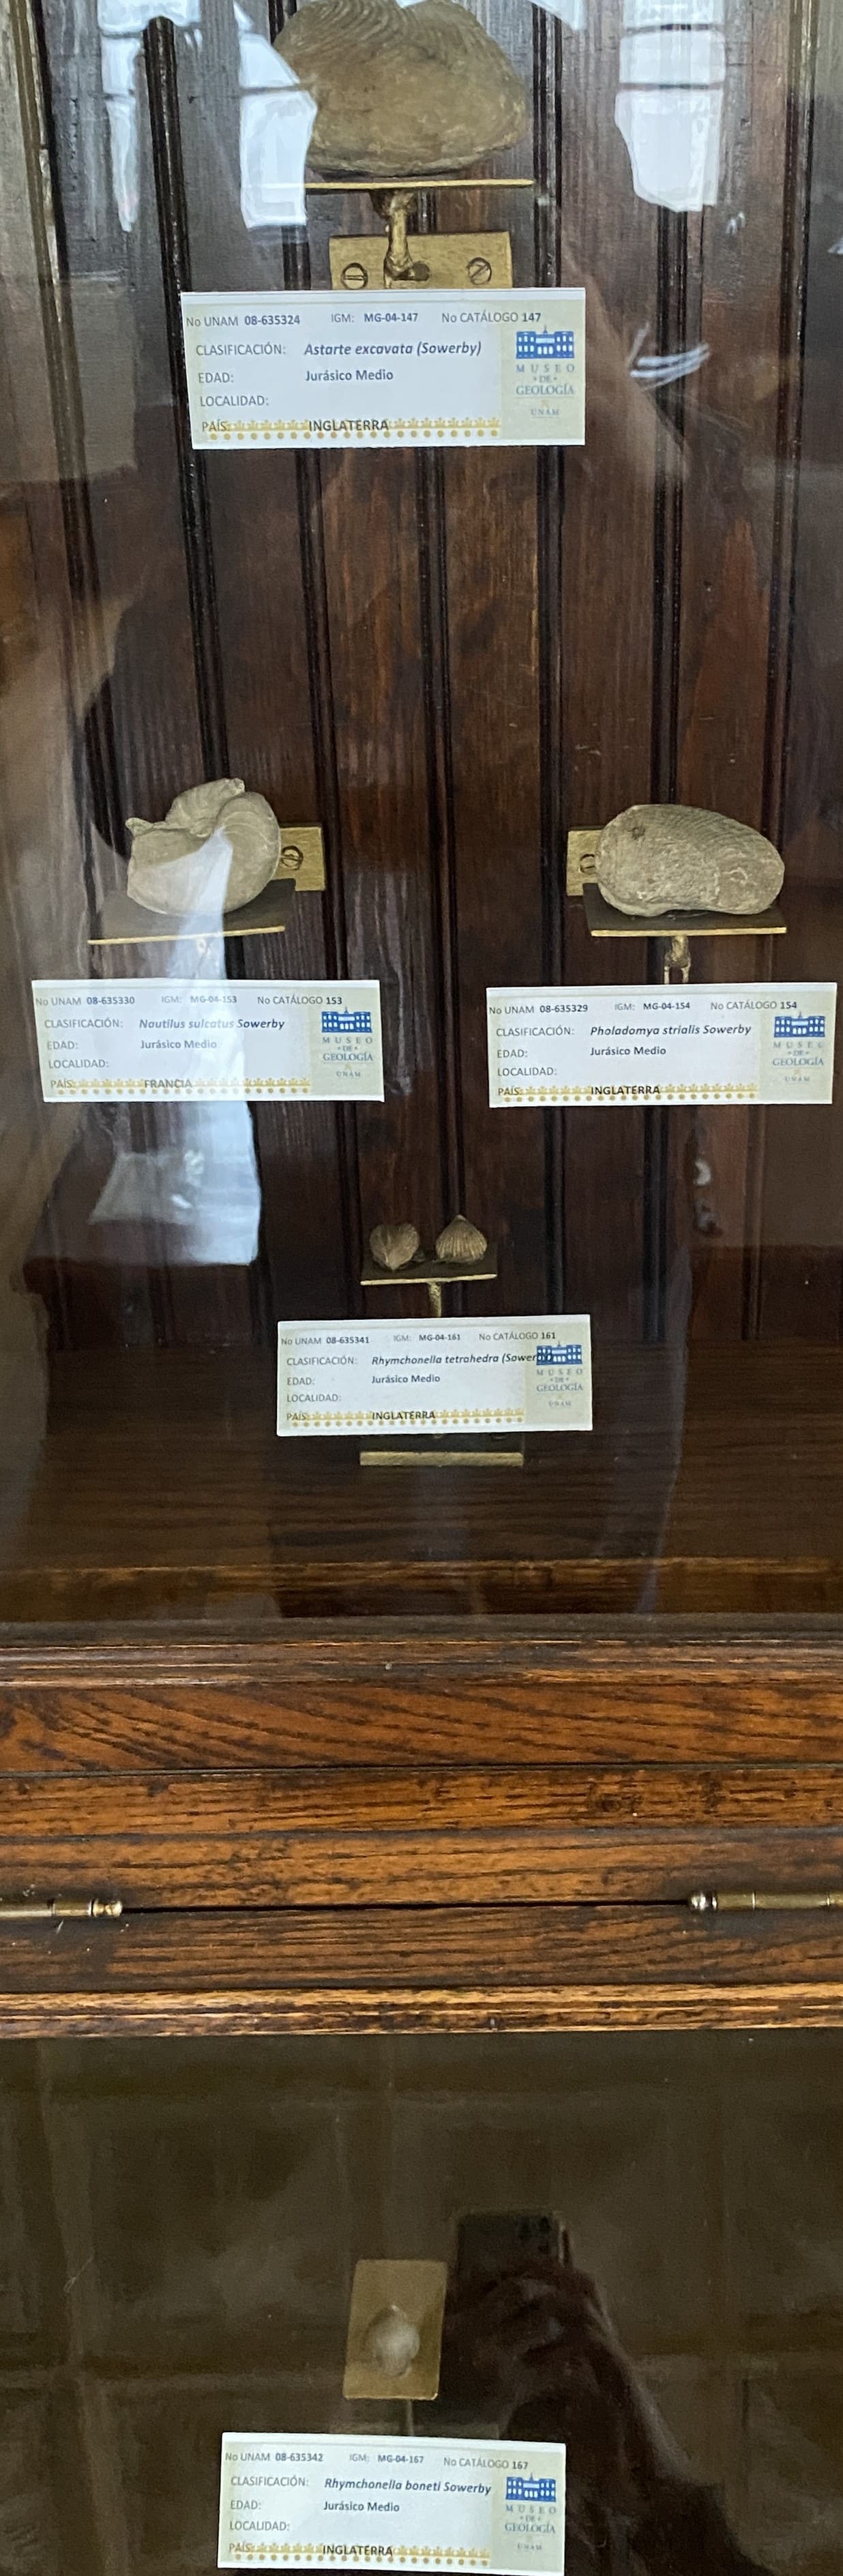 No UNAM 08-635324 IGM: MG-04-147 No CATÁLOGO 147
CLASIFICACIÓN: Astarte excavata (Sowerby)
EDAD: Jurásico Medio
LOCALIDAD:
PAÍS: INGLATERRA
MUSEO
• DE •
GEOLOGÍA
UNAM
No UNAM 08-635330 IGM: MG-04-153 No CATÁLOGO 153
CLASIFICACIÓN: Nautilus sulcatus Sowerby
EDAD: Jurásico Medio
LOCALIDAD:
PAÍS: FRANCIA
MUSEO
• DE •
GEOLOGÍA
UNAM
No UNAM 08-635329 IGM: MG-04-154 No CATÁLOGO 154
CLASIFICACIÓN: Pholadomya strialis Sowerby
EDAD: Jurásico Medio
LOCALIDAD:
PAÍS: INGLATERRA
MUSEO
• DE •
GEOLOGÍA
UNAM
No UNAM 08-635341 IGM: MG-04-161 No CATÁLOGO 161
CLASIFICACIÓN: Rhymchonella tetrahedra (Sower
EDAD: Jurásico Medio
LOCALIDAD:
PAÍS: INGLATERRA
MUSEO
• DE •
GEOLOGÍA
UNAM
No UNAM 08-635342 IGM: MG-04-167 No CATÁLOGO 167
CLASIFICACIÓN: Rhymchonella boneti Sowerby
EDAD: Jurásico Medio
LOCALIDAD:
PAÍS: INGLATERRA
MUSEO
• DE •
GEOLOGÍA
UNAM